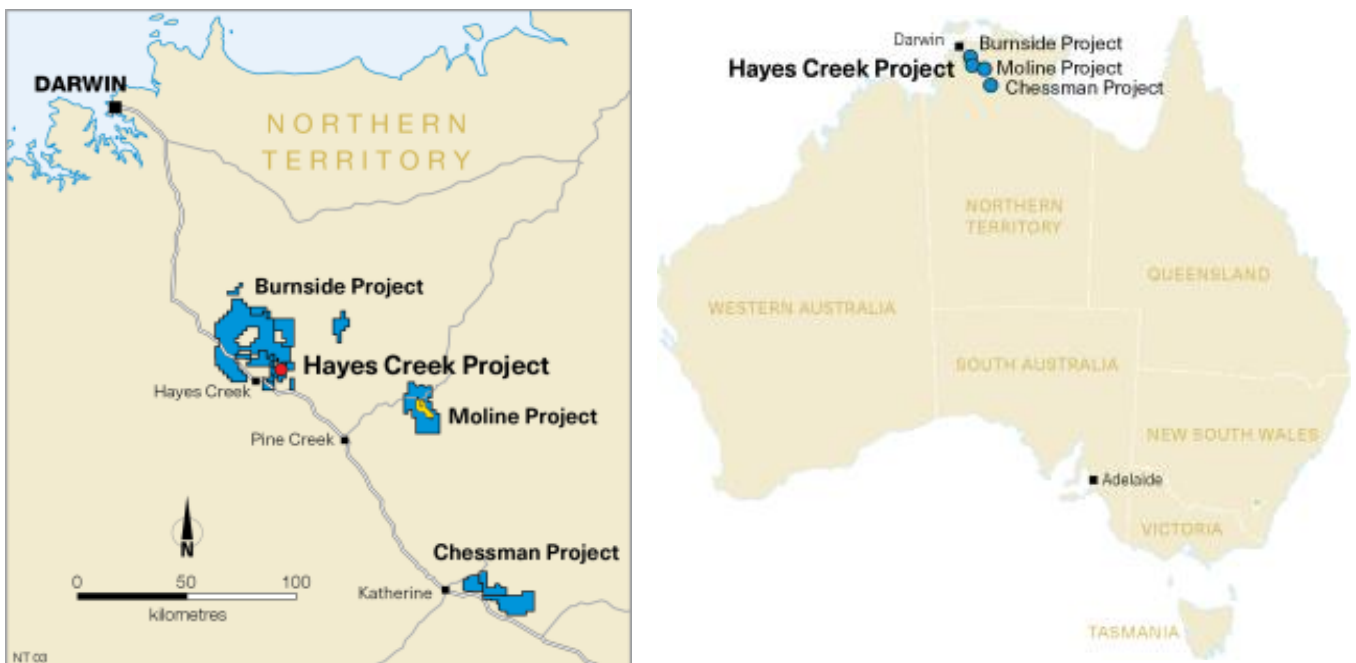 DARWIN
NORTHERN
TERRITORY
Burnside Project
Hayes Creek Project
Hayes Creek
Moline Project
Pine Creek
N
Chessman Project
0 50 100
kilometres
Katherine
NT 03
Darwin
Burnside Project
Hayes Creek Project
Moline Project
Chessman Project
NORTHERN
TERRITORY
QUEENSLAND
WESTERN AUSTRALIA
SOUTH AUSTRALIA
NEW SOUTH WALES
Adelaide
VICTORIA
TASMANIA